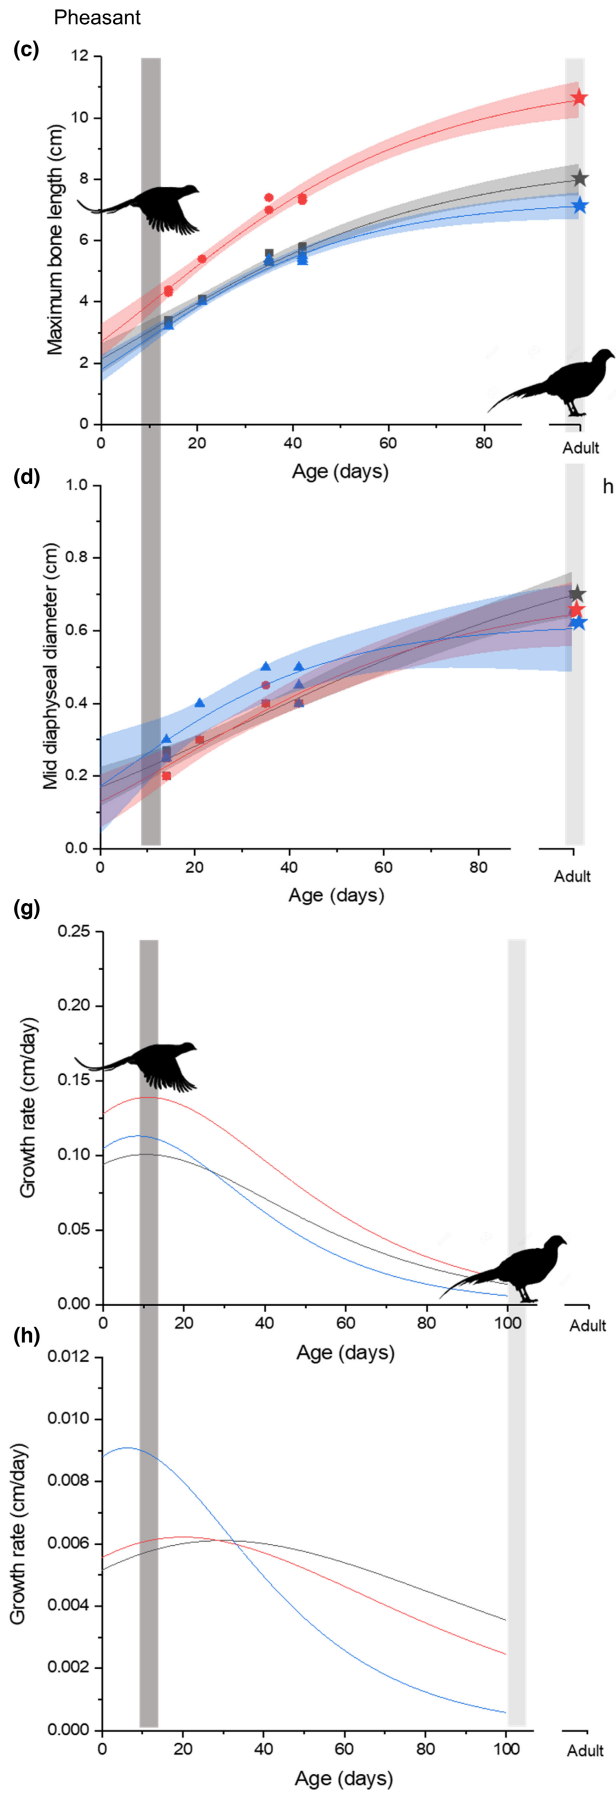 Pheasant
(c)
12
10
8
6
4
2
0
Maximum bone length (cm)
0 20 40 60 80 Adult
Age (days)
(d)
h
1.0
0.8
0.6
0.4
0.2
0.0
Mid diaphyseal diameter (cm)
0 20 40 60 80 Adult
Age (days)
(g)
0.25
0.20
0.15
0.10
0.05
0.00
Growth rate (cm/day)
0 20 40 60 80 100 Adult
Age (days)
(h)
0.012
0.010
0.008
0.006
0.004
0.002
0.000
Growth rate (cm/day)
0 20 40 60 80 100 Adult
Age (days)